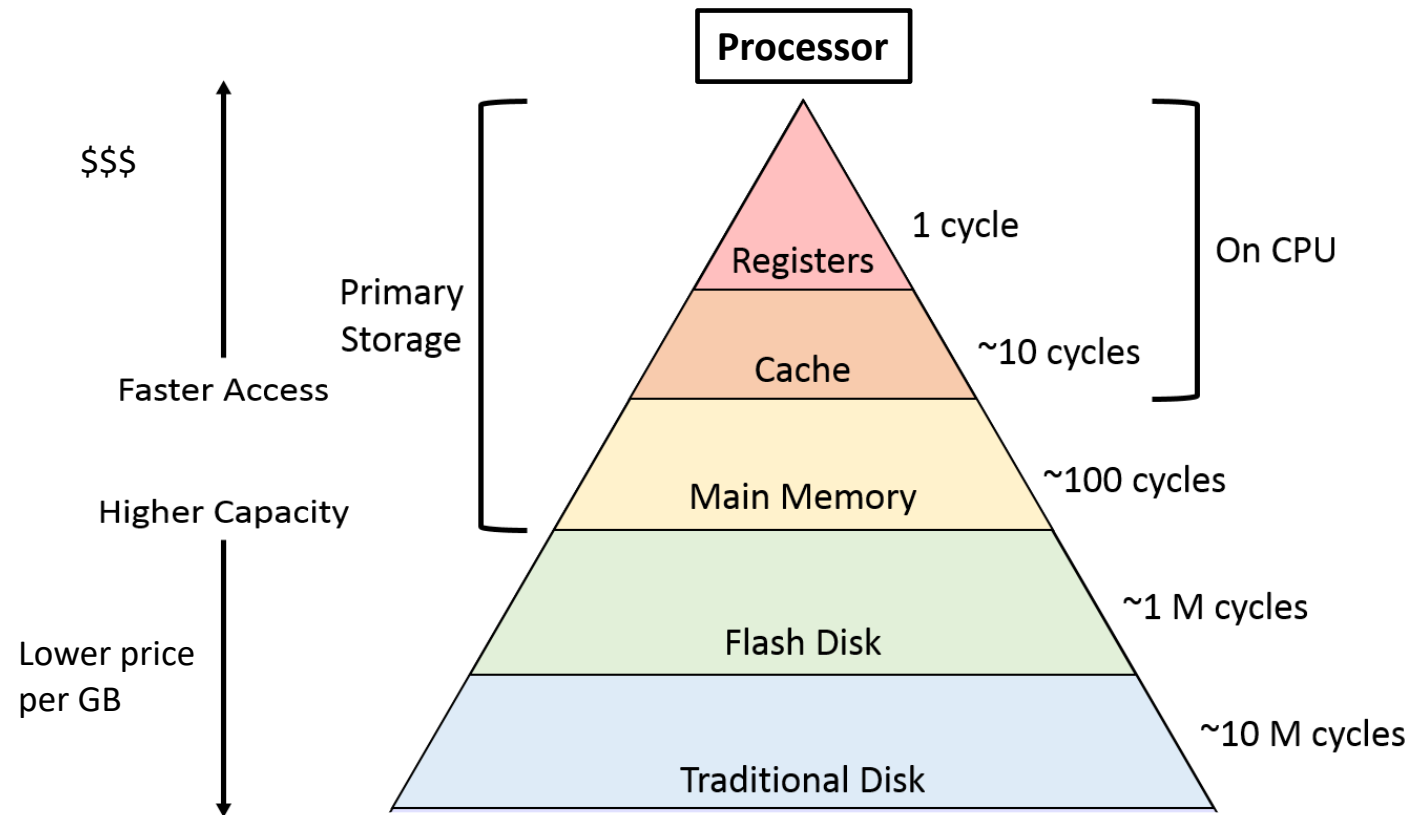 Processor
$$$
1 cycle
Registers
On CPU
Primary
Storage
~10 cycles
Cache
Faster Access
~100 cycles
Main Memory
Higher Capacity
~1 M cycles
Flash Disk
Lower price
per GB
~10 M cycles
Traditional Disk